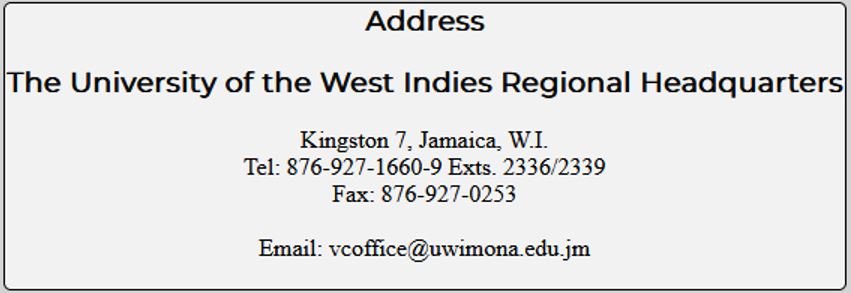 Address
The University of the West Indies Regional Headquarters
Kingston 7, Jamaica, W.I.
Tel: 876-927-1660-9 Exts. 2336/2339
Fax: 876-927-0253
Email: vcoffice@uwimona.edu.jm